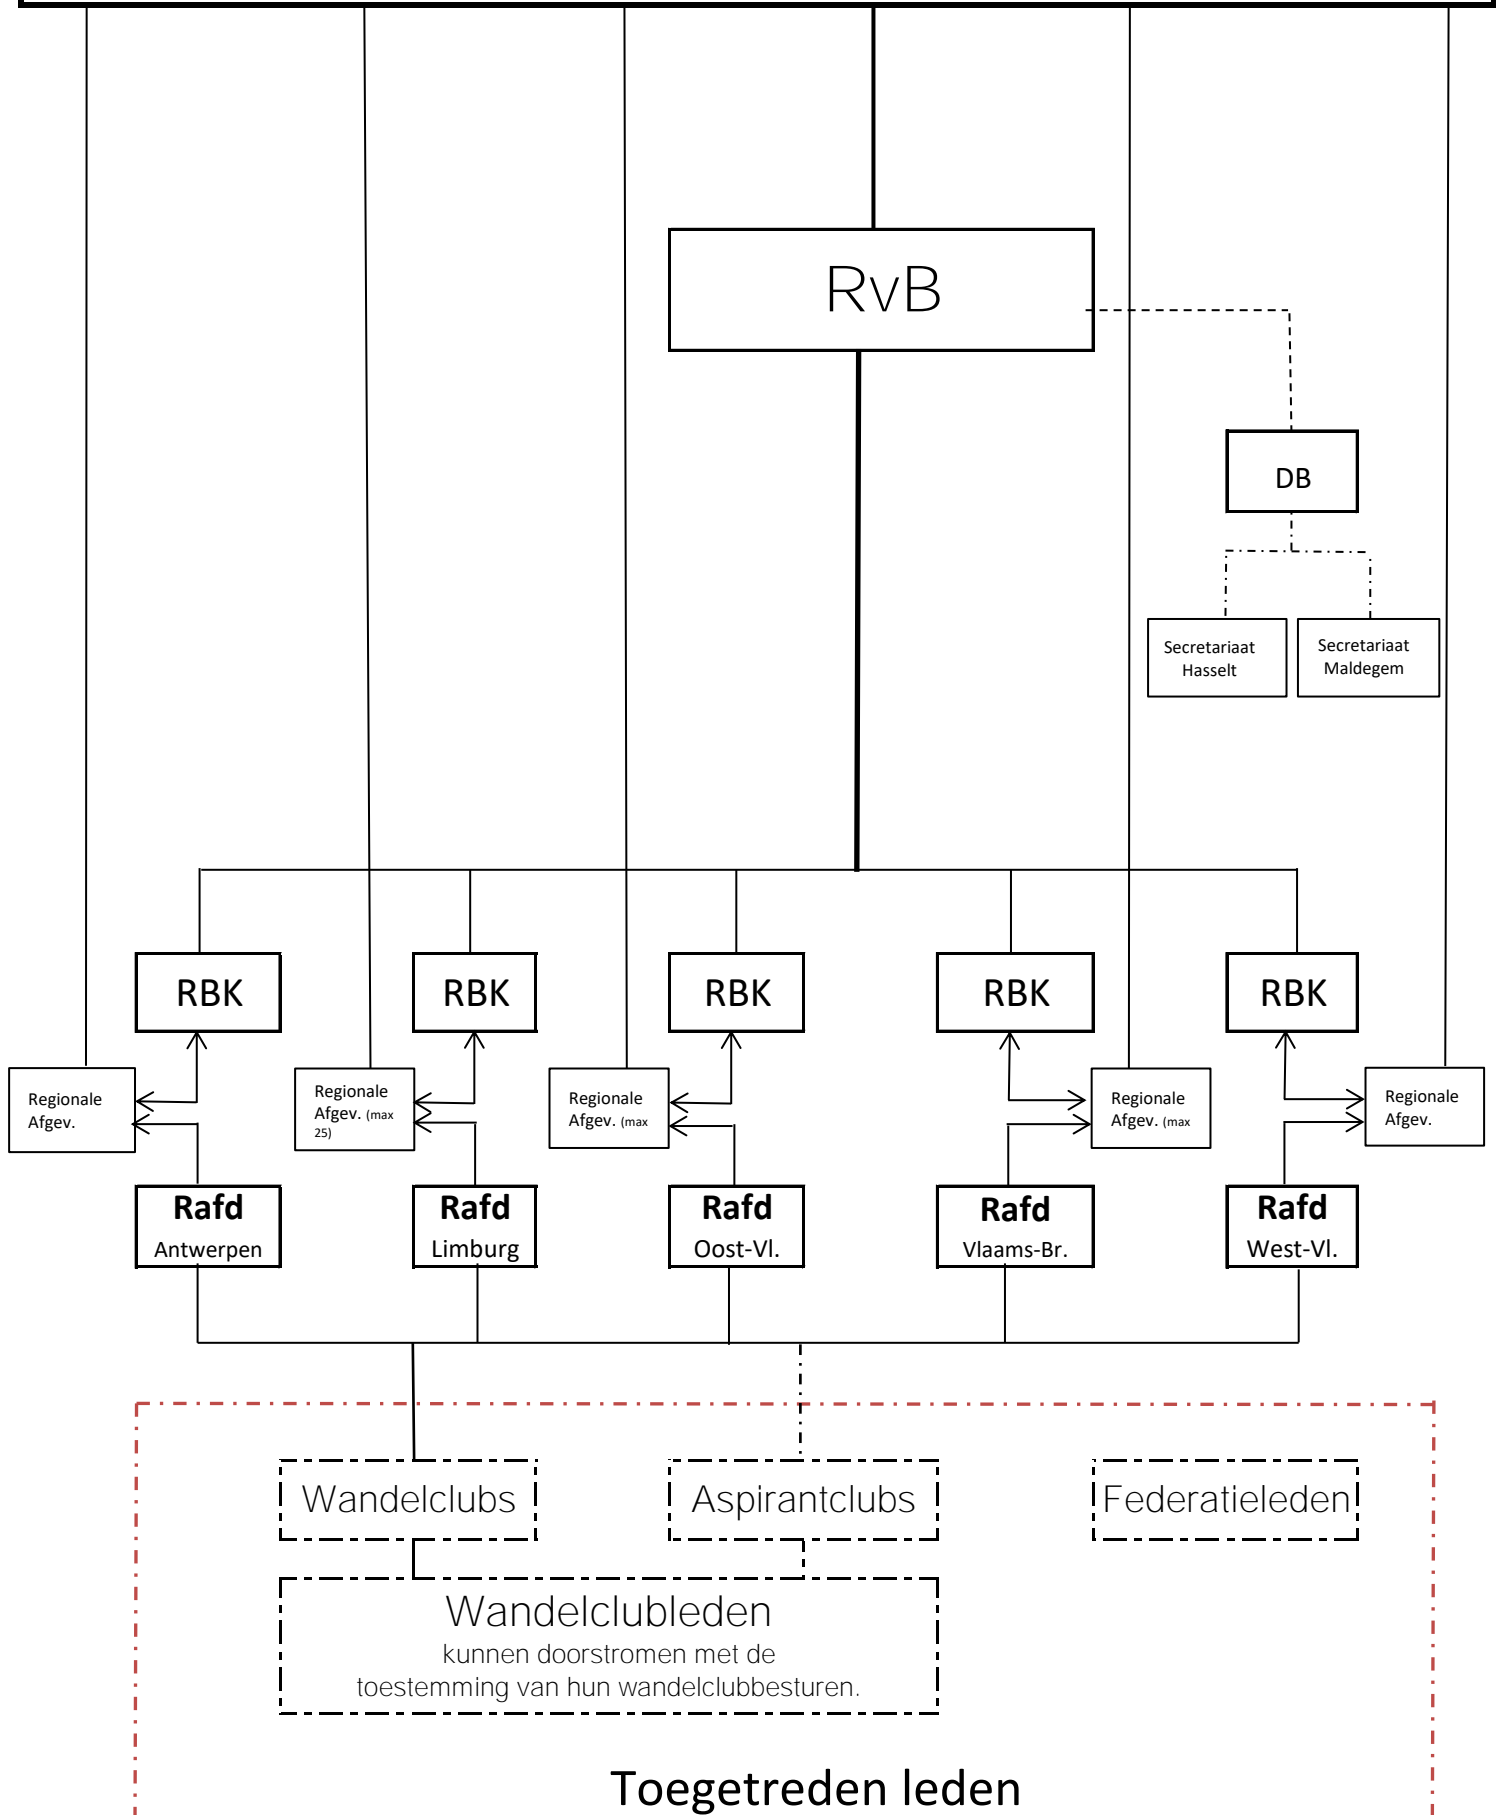 RvB
DB
Secretariaat
Hasselt
Secretariaat
Maldegem
RBK
RBK
RBK
RBK
RBK
Regionale
Afgev.
Regionale
Afgev. (max
25)
Regionale
Afgev. (max
Regionale
Afgev. (max
Regionale
Afgev.
Rafd
Antwerpen
Rafd
Limburg
Rafd
Oost-Vl.
Rafd
Vlaams-Br.
Rafd
West-Vl.
Wandelclubs
Aspirantclubs
Federatieleden
Wandelclubleden
kunnen doorstromen met de
toestemming van hun wandelclubbesturen.
Toegetreden leden